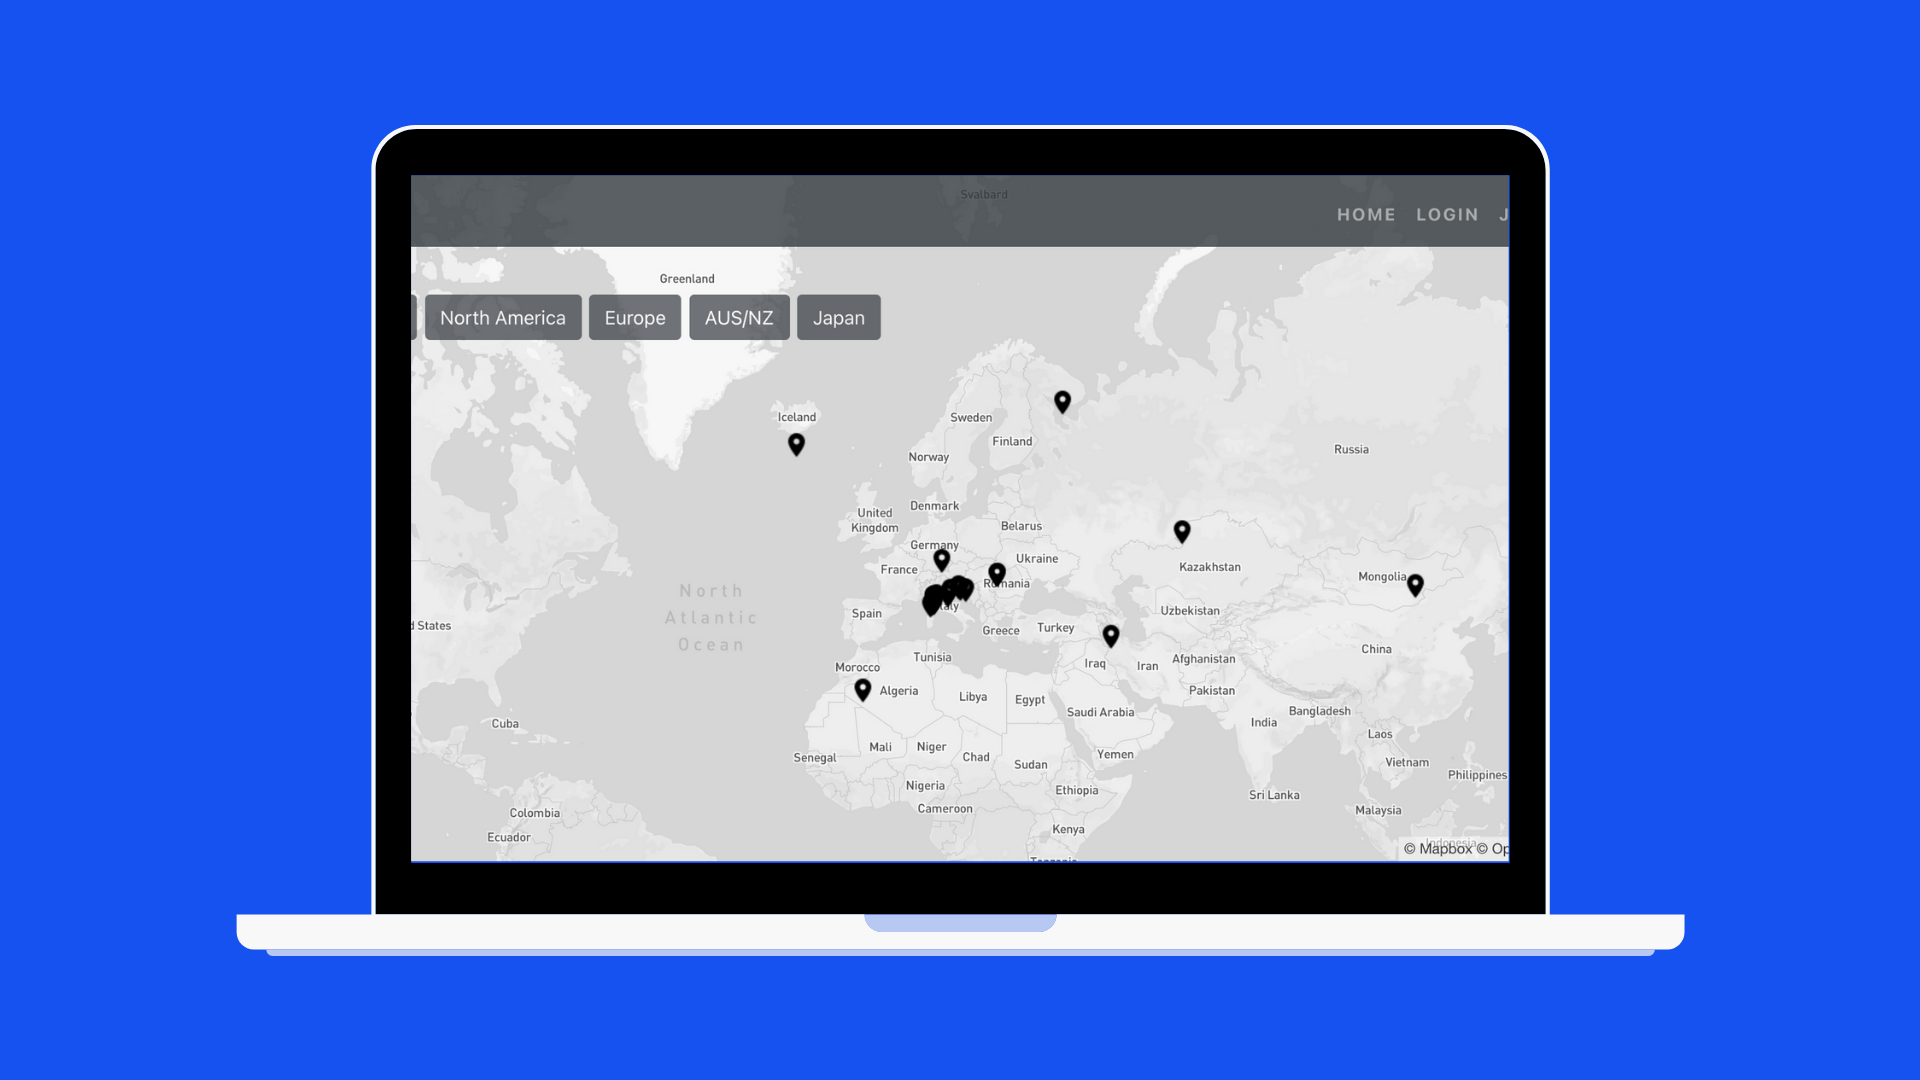 Svalbard
HOME LOGIN J
Greenland
North America Europe AUS/NZ Japan
Iceland
Sweden
Finland
Norway
Russia
Denmark
United
Kingdom
Belarus
Germany
Ukraine
France
Kazakhstan
Mongolia
Romania
North
Atlantic
Ocean
Spain
Uzbekistan
d States
Greece
Turkey
China
Tunisia
Morocco
Iraq
Iran
Afghanistan
Algeria
Libya
Egypt
Pakistan
Saudi Arabia
Bangladesh
India
Cuba
Laos
Mali
Niger
Chad
Senegal
Sudan
Yemen
Vietnam
Philippines
Nigeria
Ethiopia
Sri Lanka
Cameroon
Colombia
Malaysia
Kenya
Ecuador
Indonesia
© Mapbox © Op
Tanzania